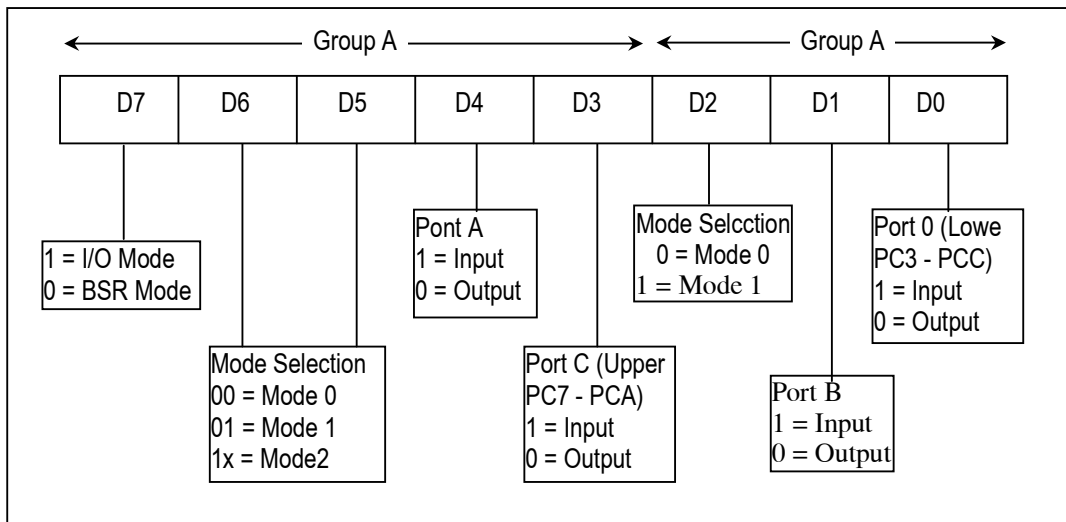 Group A
Group A
D7 D6 D5 D4 D3 D2 D1 D0
1 = I/O Mode
0 = BSR Mode
Mode Selection
00 = Mode 0
01 = Mode 1
1x = Mode2
Pont A
1 = Input
0 = Output
Port C (Upper
PC7 - PCA)
1 = Input
0 = Output
Mode Selcction
0 = Mode 0
1 = Mode 1
Port B
1 = Input
0 = Output
Port 0 (Lowe
PC3 - PCC)
1 = Input
0 = Output